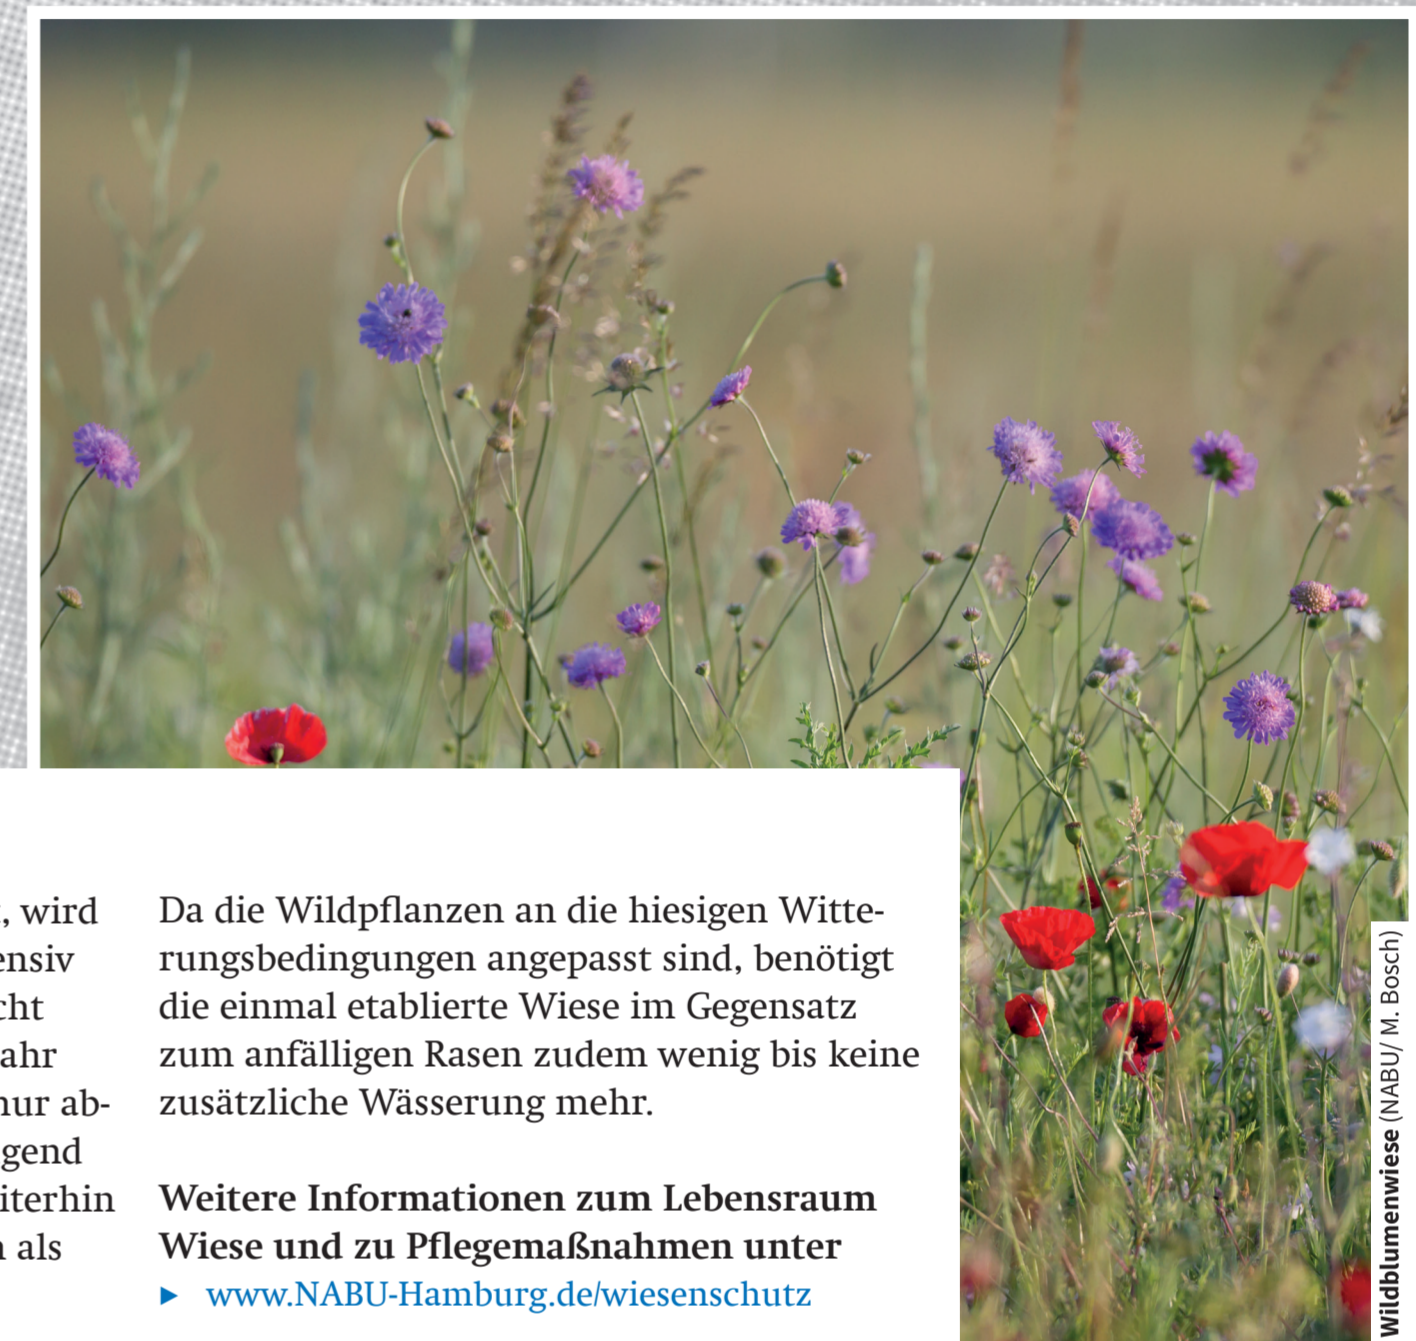 , wird
ensiv
cht
ahr
nur ab-
gend
iterhin
als
Da die Wildpflanzen an die hiesigen Witte-
rungsbedingungen angepasst sind, benötigt
die einmal etablierte Wiese im Gegensatz
zum anfälligen Rasen zudem wenig bis keine
zusätzliche Wässerung mehr.
Weitere Informationen zum Lebensraum
Wiese und zu Pflegemaßnahmen unter
► www.NABU-Hamburg.de/wiesenschutz
Wildblumenwiese (NABU/ M. Bosch)